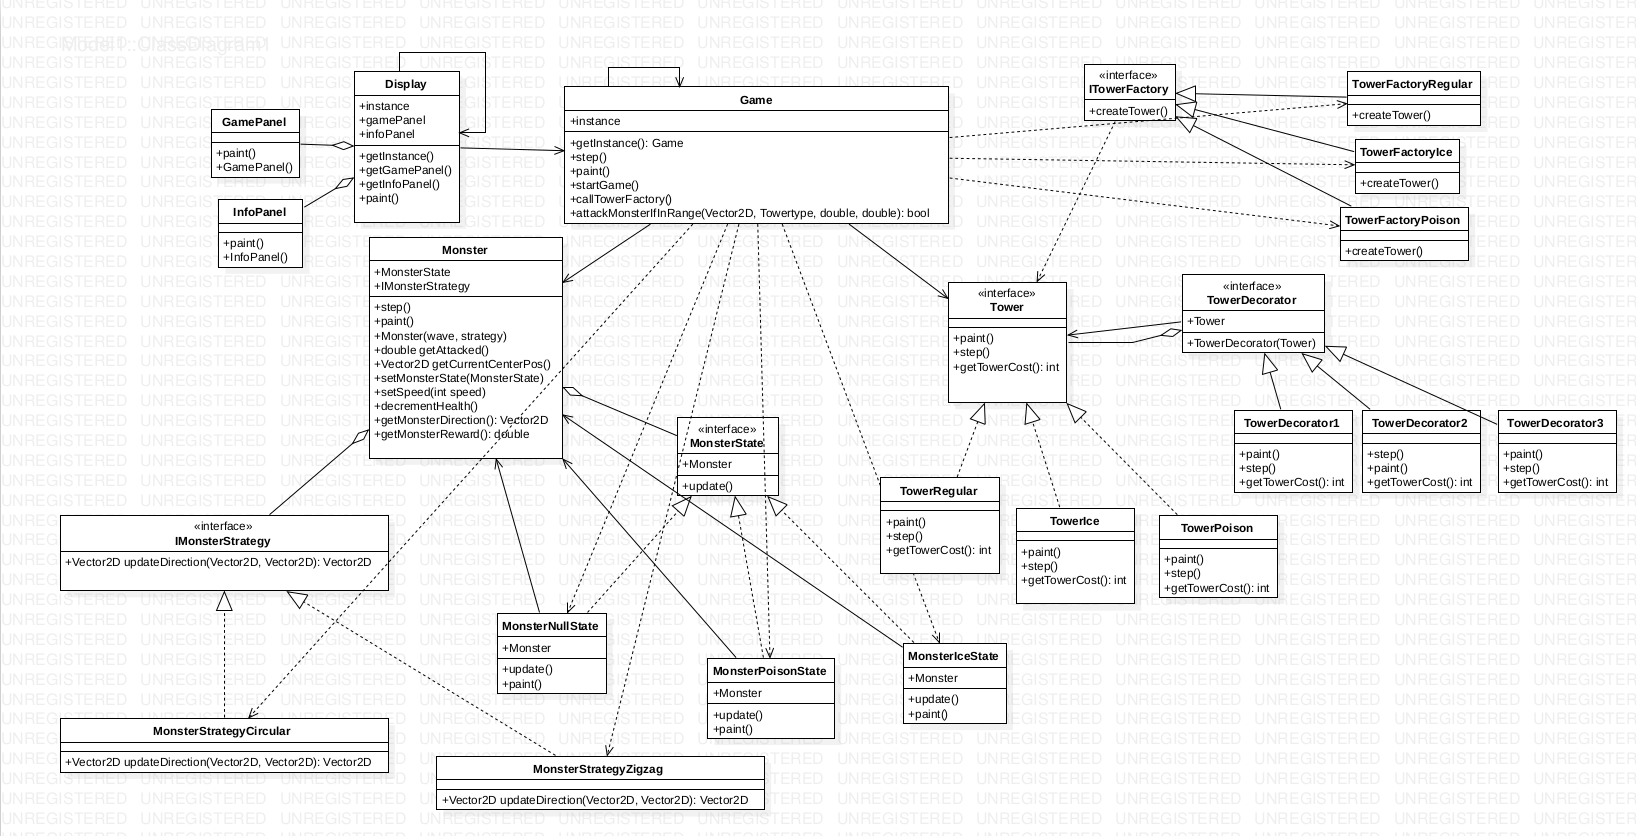 Model1::ClassDiagram1
Display
+instance
+gamePanel
+infoPanel
+getInstance()
+getGamePanel()
+getInfoPanel()
+paint()
GamePanel
+paint()
+GamePanel()
InfoPanel
+paint()
+InfoPanel()
Game
+instance
+getInstance(): Game
+step()
+paint()
+startGame()
+callTowerFactory()
+attackMonsterIfInRange(Vector2D, Towertype, double, double): bool
«interface»
ITowerFactory
+createTower()
TowerFactoryRegular
+createTower()
TowerFactoryIce
+createTower()
TowerFactoryPoison
+createTower()
Monster
+MonsterState
+IMonsterStrategy
+step()
+paint()
+Monster(wave, strategy)
+double getAttacked()
+Vector2D getCurrentCenterPos()
+setMonsterState(MonsterState)
+setSpeed(int speed)
+decrementHealth()
+getMonsterDirection(): Vector2D
+getMonsterReward(): double
«interface»
Tower
+paint()
+step()
+getTowerCost(): int
«interface»
TowerDecorator
+Tower
+TowerDecorator(Tower)
TowerDecorator1
+paint()
+step()
+getTowerCost(): int
TowerDecorator2
+step()
+paint()
+getTowerCost(): int
TowerDecorator3
+paint()
+step()
+getTowerCost(): int
«interface»
MonsterState
+Monster
+update()
TowerRegular
+paint()
+step()
+getTowerCost(): int
TowerIce
+paint()
+step()
+getTowerCost(): int
TowerPoison
+paint()
+step()
+getTowerCost(): int
«interface»
IMonsterStrategy
+Vector2D updateDirection(Vector2D, Vector2D): Vector2D
MonsterNullState
+Monster
+update()
+paint()
MonsterPoisonState
+Monster
+update()
+paint()
MonsterIceState
+Monster
+update()
+paint()
MonsterStrategyCircular
+Vector2D updateDirection(Vector2D, Vector2D): Vector2D
MonsterStrategyZigzag
+Vector2D updateDirection(Vector2D, Vector2D): Vector2D
UNREGISTERED